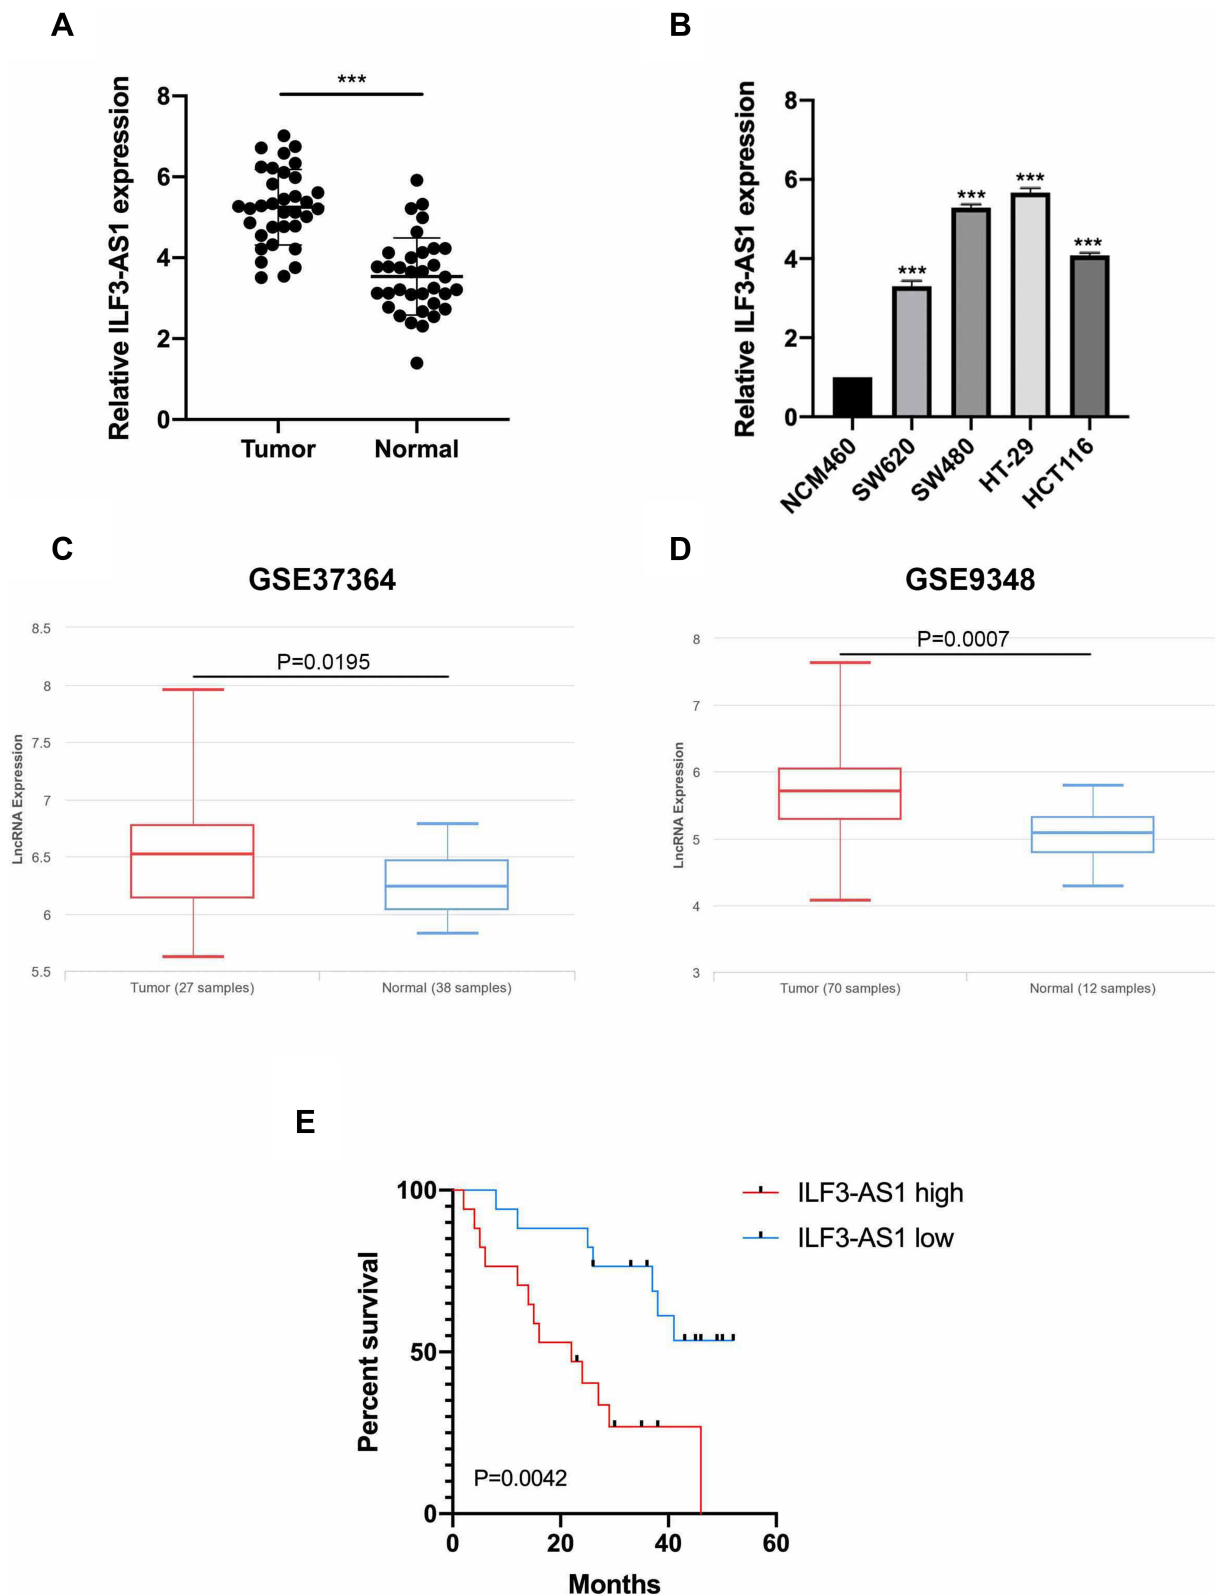 A
Relative ILF3-AS1 expression
***
8
6
4
2
0
Tumor
Normal
B
Relative ILF3-AS1 expression
8
6
4
2
0
***
***
***
***
NCM460
SW620
SW480
HT-29
HCT116
C
GSE37364
LncRNA Expression
8.5
8
7.5
7
6.5
6
5.5
P=0.0195
Tumor (27 samples)
Normal (38 samples)
D
GSE9348
LncRNA Expression
8
7
6
5
4
3
P=0.0007
Tumor (70 samples)
Normal (12 samples)
E
Percent survival
100
50
0
ILF3-AS1 high
ILF3-AS1 low
P=0.0042
0
20
40
60
Months